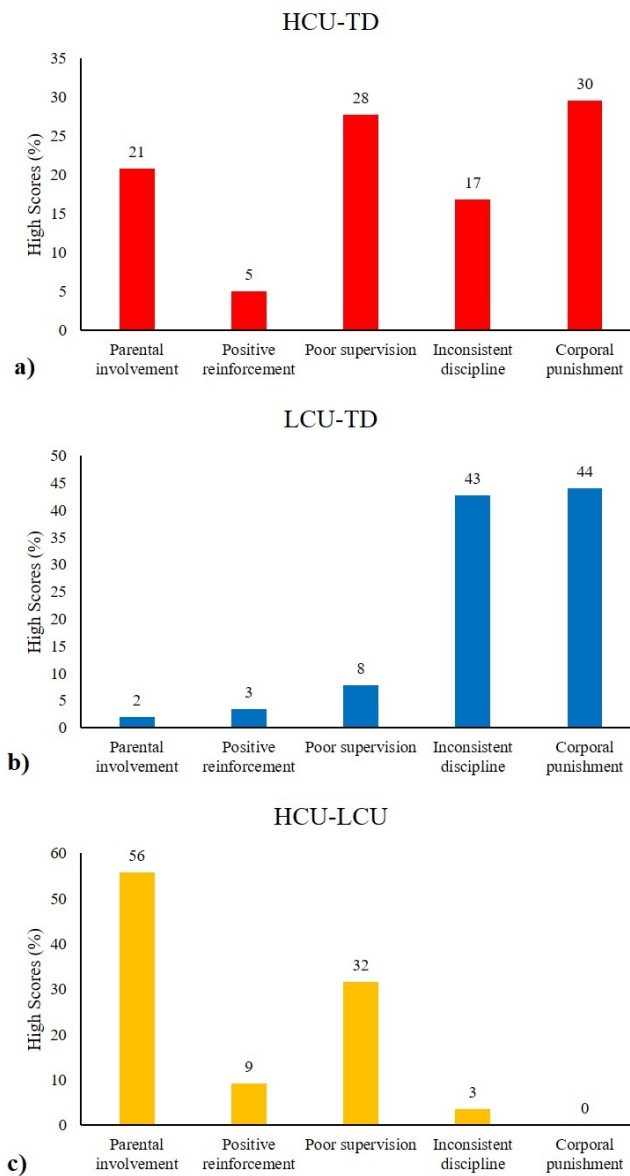 HCU-TD
High Scores (%)
35
30
25
20
15
10
5
0
21
5
28
17
30
Parental involvement
Positive reinforcement
Poor supervision
Inconsistent discipline
Corporal punishment
a)
LCU-TD
High Scores (%)
50
45
40
35
30
25
20
15
10
5
0
2
3
8
43
44
Parental involvement
Positive reinforcement
Poor supervision
Inconsistent discipline
Corporal punishment
b)
HCU-LCU
High Scores (%)
60
50
40
30
20
10
0
56
9
32
3
0
Parental involvement
Positive reinforcement
Poor supervision
Inconsistent discipline
Corporal punishment
c)